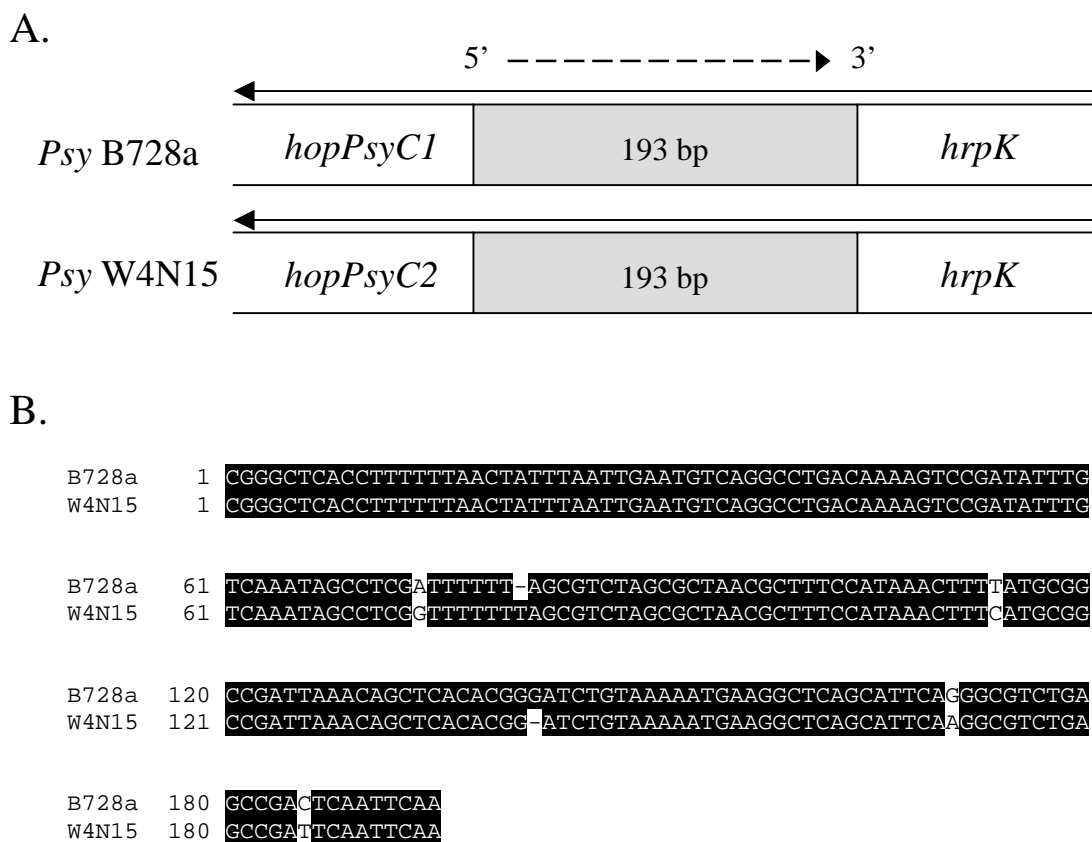 A.
5’ 3’
Psy B728a hopPsyC1 193 bp hrpK
Psy W4N15 hopPsyC2 193 bp hrpK
B.
B728a 1 CGGGCTCACCTTTTTTAACTATTTAATTGAATGTCAGGCCTGACAAAAGTCCGATATTTG
W4N15 1 CGGGCTCACCTTTTTTAACTATTTAATTGAATGTCAGGCCTGACAAAAGTCCGATATTTG
B728a 61 TCAAATAGCCTCGATTTTTT-AGCGTCTAGCGCTAACGCTTTCCATAAACTTTTATGCGG
W4N15 61 TCAAATAGCCTCGGTTTTTTTAGCGTCTAGCGCTAACGCTTTCCATAAACTTTCATGCGG
B728a 120 CCGATTAAACAGCTCACACGGGATCTGTAAAAATGAAGGCTCAGCATTCAGGGCGTCTGA
W4N15 121 CCGATTAAACAGCTCACACGG-ATCTGTAAAAATGAAGGCTCAGCATTCAAGGCGTCTGA
B728a 180 GCCGACTCAATTCAA
W4N15 180 GCCGATTCAATTCAA